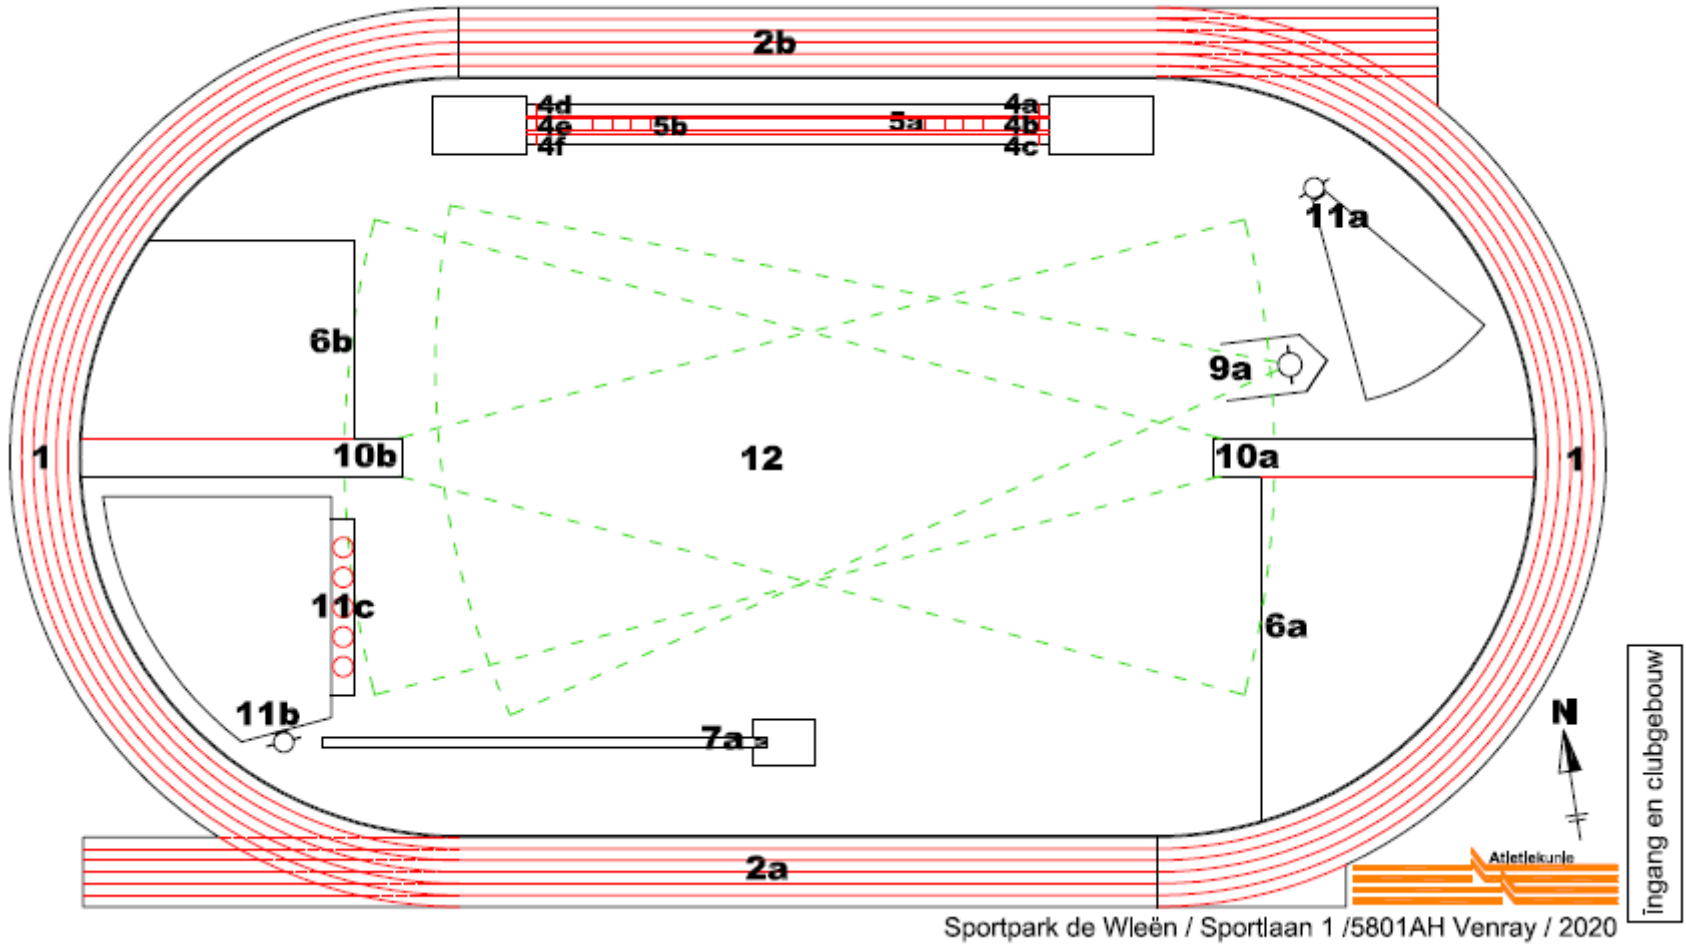 2b
4d 4a
4e 5b 5a 4b
4f 4c
11a
6b
9a
1 10b 12 10a 1
11c
6a
11b
7a
N
Ingang en clubgebouw
2a
Atletiekunie
Sportpark de Wieën / Sportlaan 1 /5801AH Venray / 2020